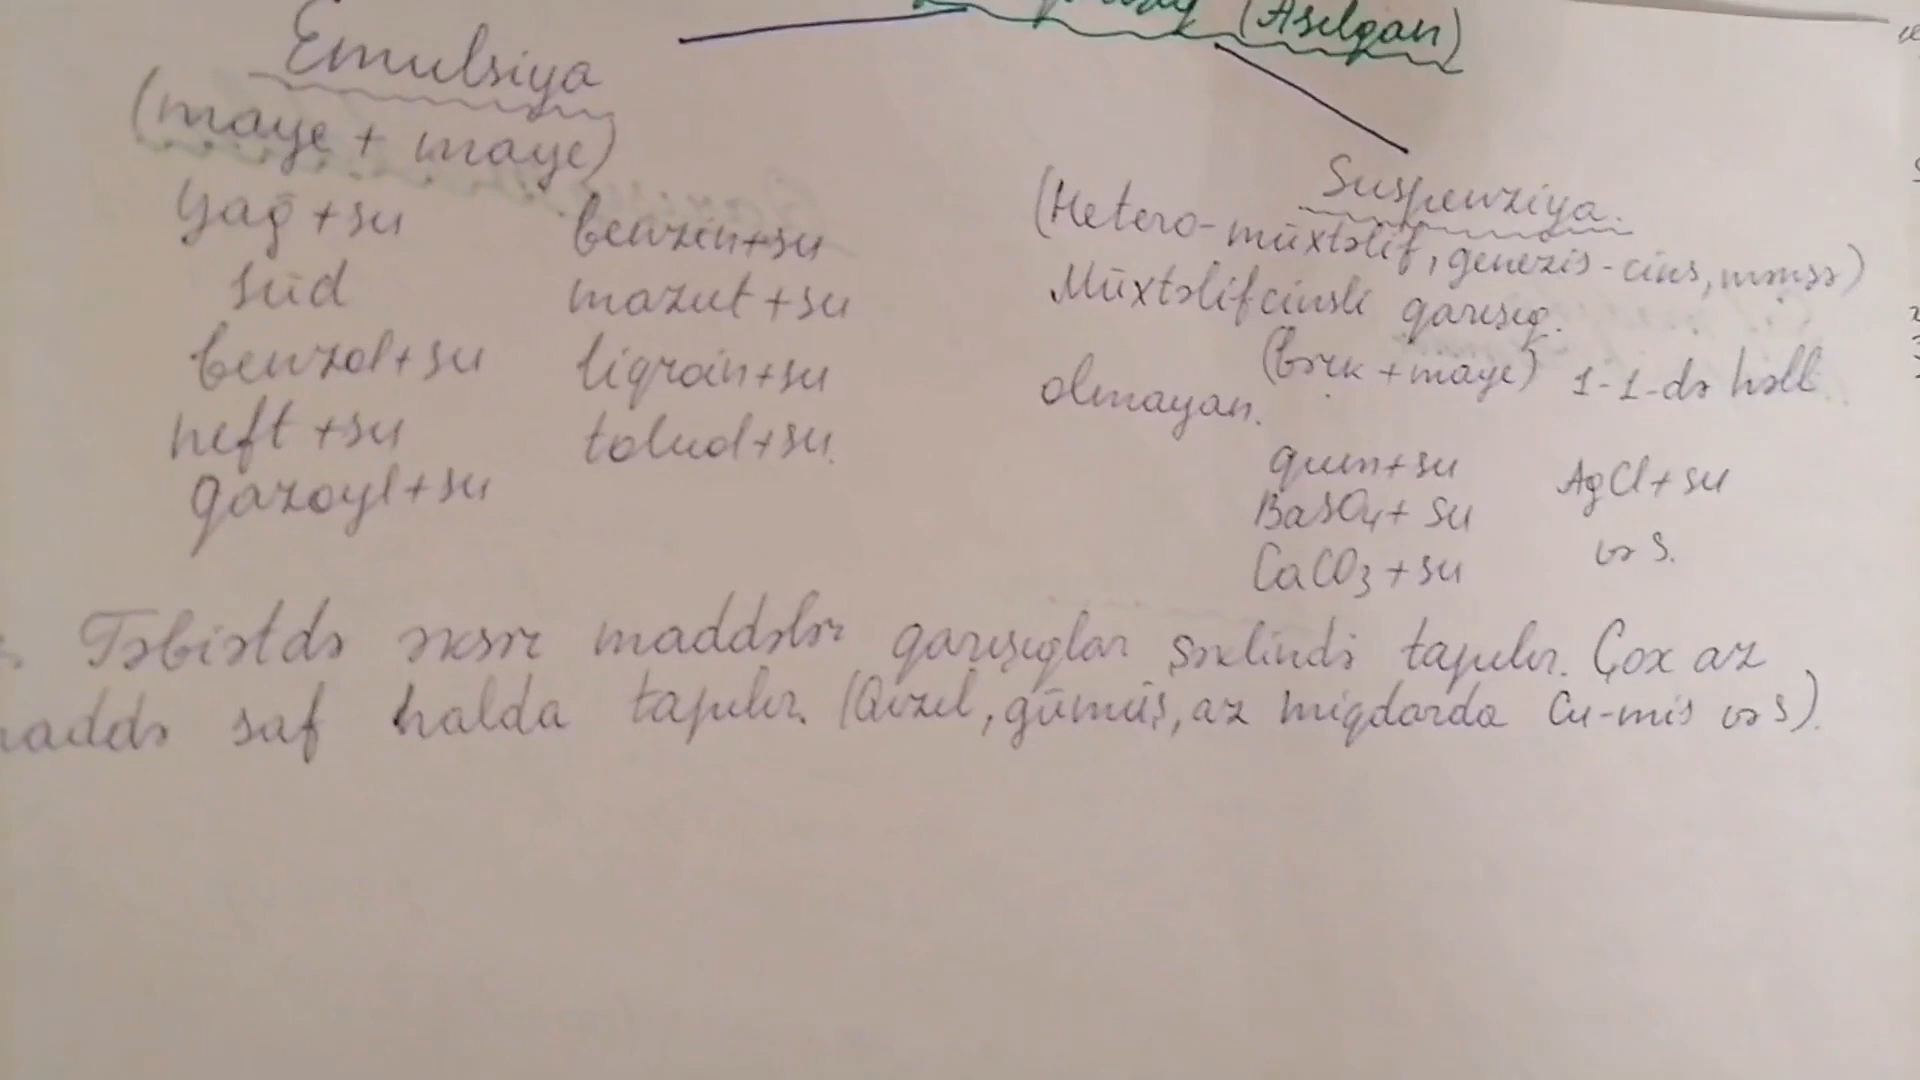 (Asılqan)
Emulsiya
(maye + maye)
yağ + su benzin+su
süd mazut + su
benzol+su liqroin+su
neft + su toluol+su.
qazoyl+su
Suspenziya.
(Hetero-müxtəlif, genezis-cins, mənşə)
Müxtəlifcinsli qarışıq.
(bərk + maye) 1-1-də həll
olmayan.
qum+su AgCl + su
BaSO4 + su və s.
CaCO3 + su
Təbiətdə əksər maddələr qarışıqlar şəklində tapılır. Çox az
maddə saf halda tapılır. (Qızıl, gümüş, az miqdarda Cu-mis və s).